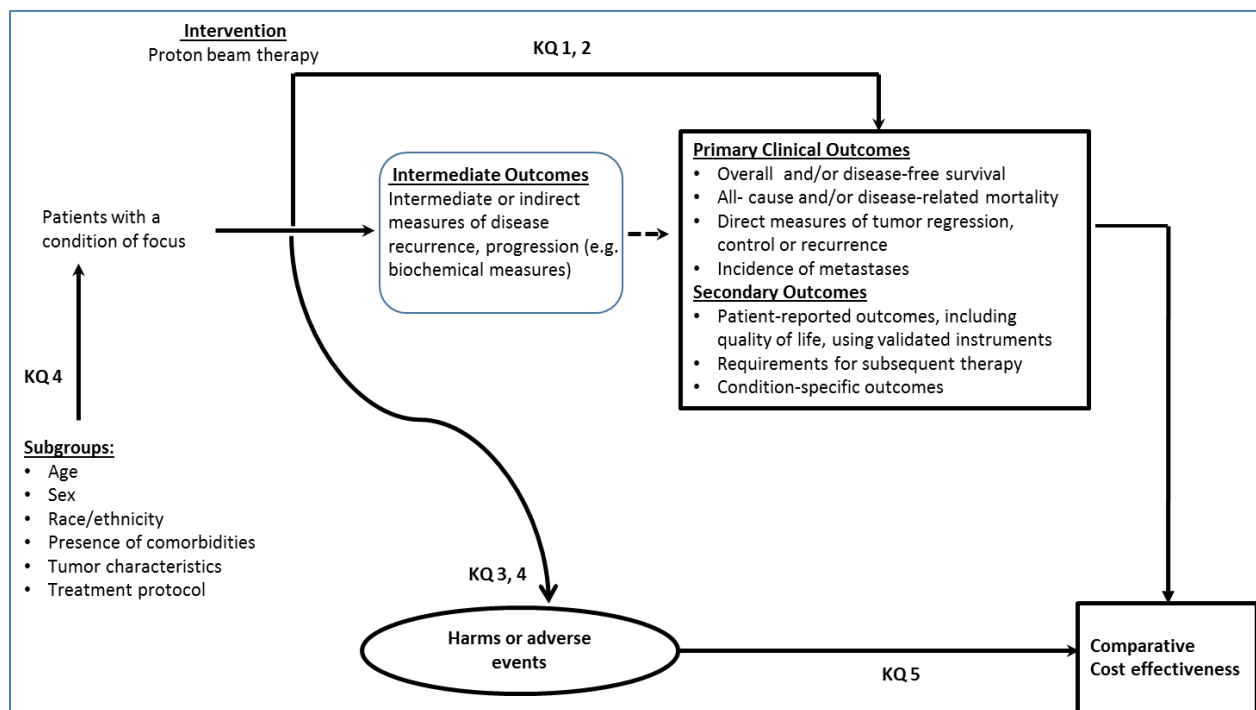 Intervention
Proton beam therapy
KQ 1, 2
Patients with a
condition of focus
Intermediate Outcomes
Intermediate or indirect
measures of disease
recurrence, progression (e.g.
biochemical measures)
Primary Clinical Outcomes
• Overall and/or disease-free survival
• All- cause and/or disease-related mortality
• Direct measures of tumor regression,
control or recurrence
• Incidence of metastases
Secondary Outcomes
• Patient-reported outcomes, including
quality of life, using validated instruments
• Requirements for subsequent therapy
• Condition-specific outcomes
KQ 4
Subgroups:
• Age
• Sex
• Race/ethnicity
• Presence of comorbidities
• Tumor characteristics
• Treatment protocol
KQ 3, 4
Harms or adverse
events
KQ 5
Comparative
Cost effectiveness